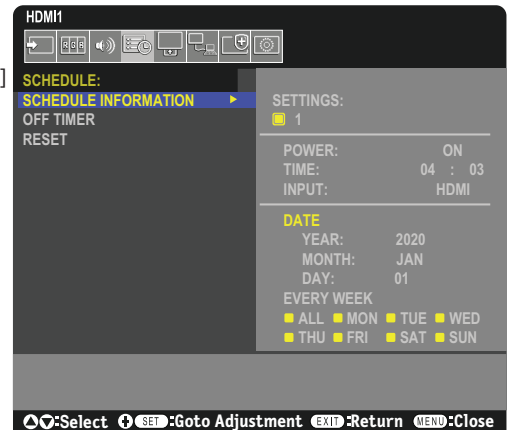 HDMI1
RGB
]
SCHEDULE:
SCHEDULE INFORMATION
OFF TIMER
RESET
SETTINGS:
1
POWER: ON
TIME: 04 : 03
INPUT: HDMI
DATE
YEAR: 2020
MONTH: JAN
DAY: 01
EVERY WEEK
ALL MON TUE WED
THU FRI SAT SUN
:Select SET :Goto Adjustment EXIT :Return MENU :Close